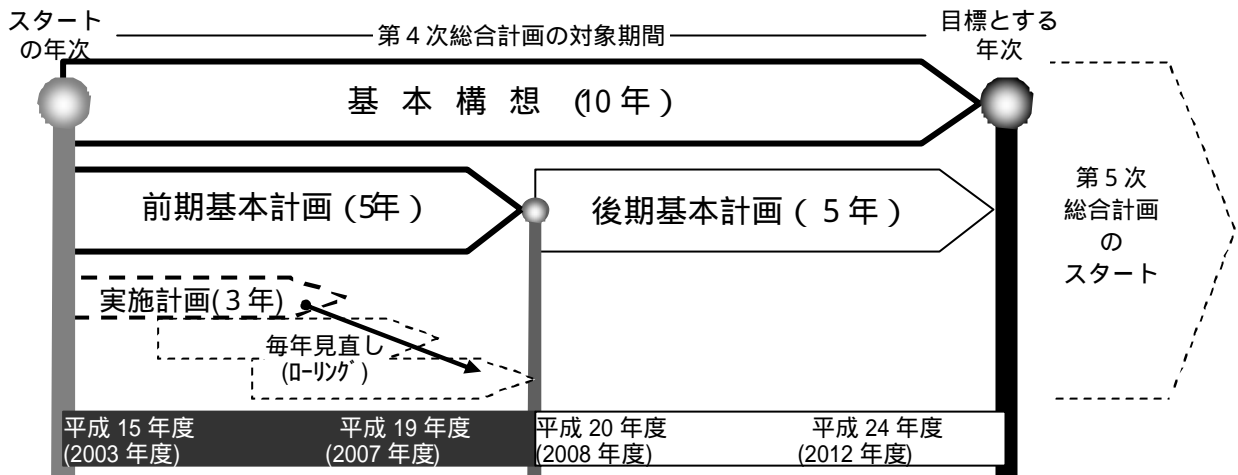 スタート
の年次
第４次総合計画の対象期間
目標とする
年次
基本構想 (10年)
前期基本計画(5年)
後期基本計画(５年)
第５次
総合計画
の
スタート
実施計画(３年)
毎年見直し
(ﾛｰﾘﾝｸﾞ)
平成 15 年度
(2003 年度)
平成 19 年度
(2007 年度)
平成 20 年度
(2008 年度)
平成 24 年度
(2012 年度)